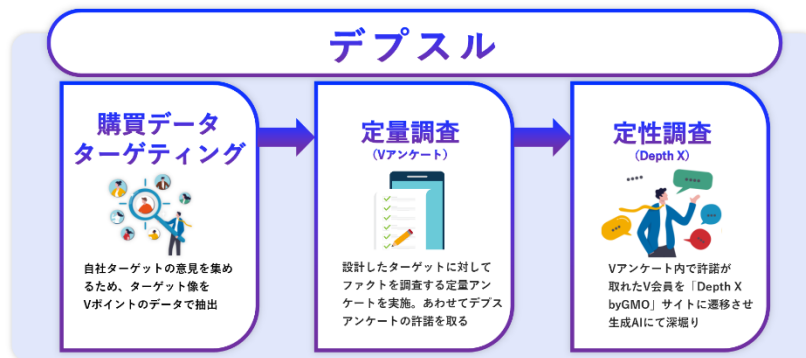 デプスル
購買データ
ターゲティング
自社ターゲットの意見を集め
るため、ターゲット像を
Vポイントのデータで抽出
定量調査
(Vアンケート)
設計したターゲットに対して
ファクトを調査する定量アン
ケートを実施。あわせてデプス
アンケートの許諾を取る
定性調査
(Depth X)
Vアンケート内で許諾が
取れたV会員を「Depth X
byGMO」サイトに遷移させ
生成AIにて深堀り